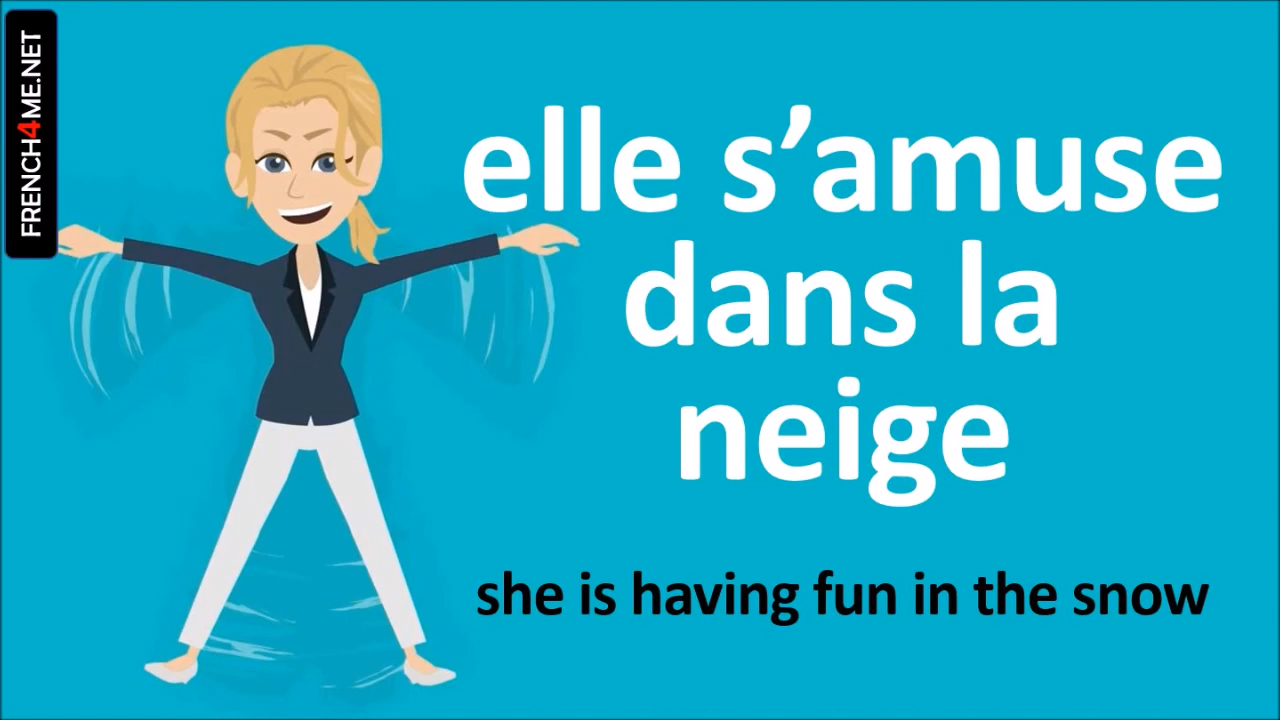 FRENCH4ME.NET
elle s’amuse
dans la
neige
she is having fun in the snow